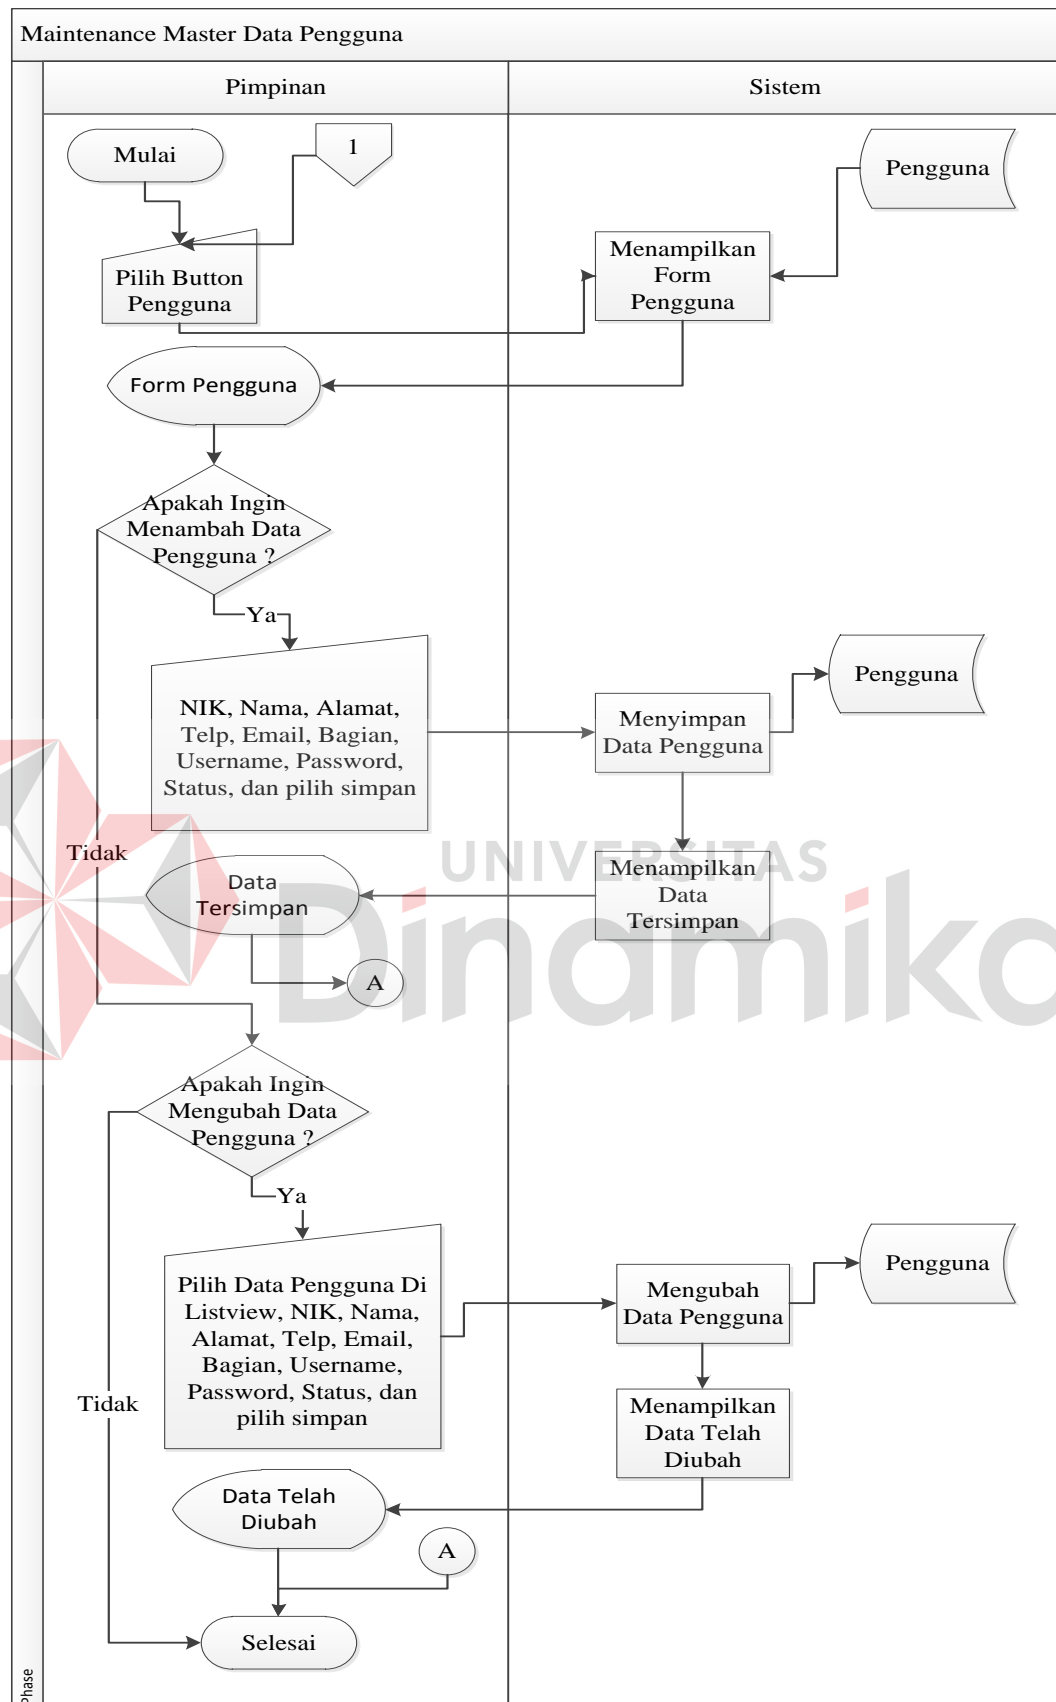 Maintenance Master Data Pengguna
Pimpinan
Sistem
Mulai
1
Pengguna
Pilih Button
Pengguna
Menampilkan
Form
Pengguna
Form Pengguna
Apakah Ingin
Menambah Data
Pengguna ?
Ya
NIK, Nama, Alamat,
Telp, Email, Bagian,
Username, Password,
Status, dan pilih simpan
Menyimpan
Data Pengguna
Pengguna
Tidak
UNIVERSITAS
Dinamika
Data
Tersimpan
Menampilkan
Data
Tersimpan
A
Apakah Ingin
Mengubah Data
Pengguna ?
Ya
Pilih Data Pengguna Di
Listview, NIK, Nama,
Alamat, Telp, Email,
Bagian, Username,
Password, Status, dan
pilih simpan
Mengubah
Data Pengguna
Pengguna
Tidak
Menampilkan
Data Telah
Diubah
Data Telah
Diubah
A
Selesai
Phase